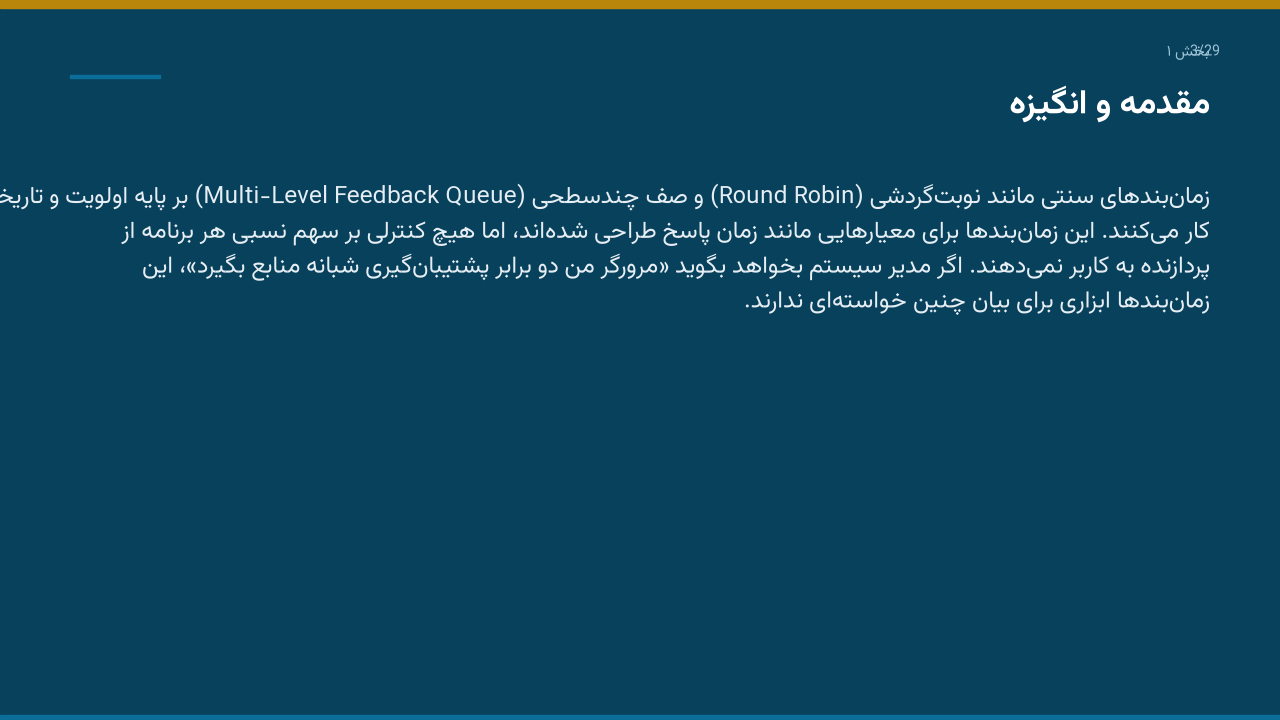 بخش ۱
3/29
مقدمه و انگیزه
زمان‌بندهای سنتی مانند نوبت‌گردشی (Round Robin) و صف چندسطحی (Multi-Level Feedback Queue) بر پایه اولویت و
کار می‌کنند. این زمان‌بندها برای معیارهایی مانند زمان پاسخ طراحی شده‌اند، اما هیچ کنترلی بر سهم نسبی هر برنامه از
پردازنده به کاربر نمی‌دهند. اگر مدیر سیستم بخواهد بگوید «مرورگر من دو برابر پشتیبان‌گیری شبانه منابع بگیرد»، این
زمان‌بندها ابزاری برای بیان چنین خواسته‌ای ندارند.